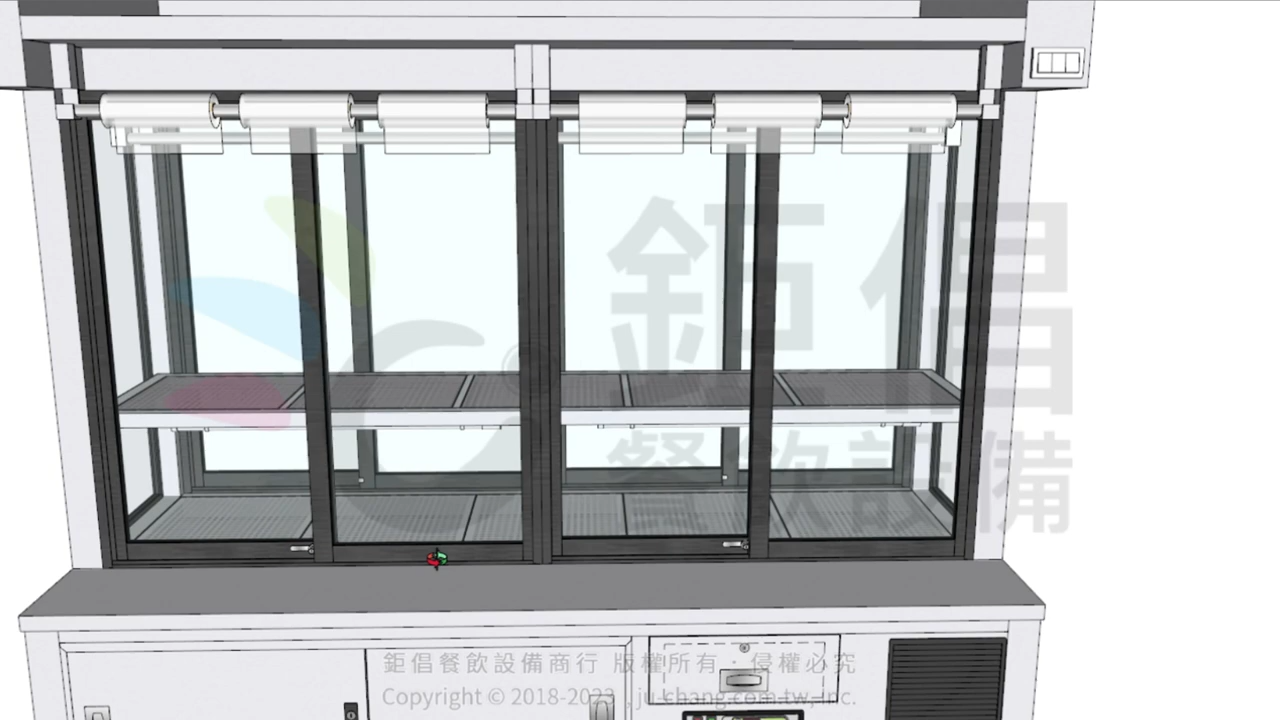 鉅倡
餐飲設備
鉅倡餐飲設備商行 版權所有 · 侵權必究
Copyright © 2018-2023 , ju-chang.com.tw, inc.